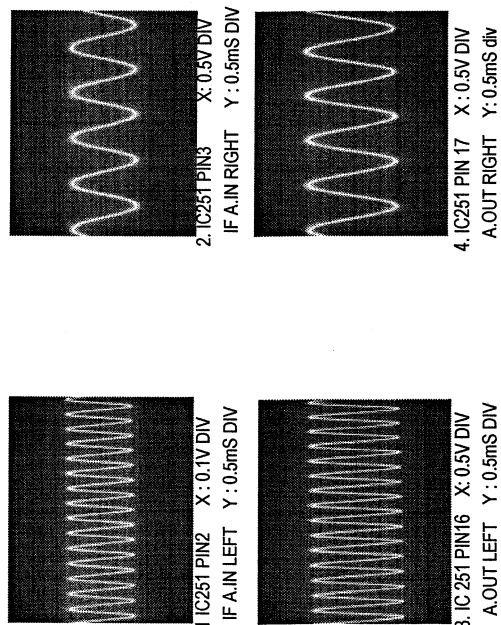 1 IC251 PIN2 X : 0.1V DIV
IF A.IN LEFT Y : 0.5mS DIV
2. IC251 PIN3 X: 0.5V DIV
IF A.IN RIGHT Y : 0.5mS DIV
3. IC 251 PIN16 X: 0.5V DIV
A.OUT LEFT Y : 0.5mS DIV
4. IC251 PIN 17 X : 0.5V DIV
A.OUT RIGHT Y: 0.5mS div